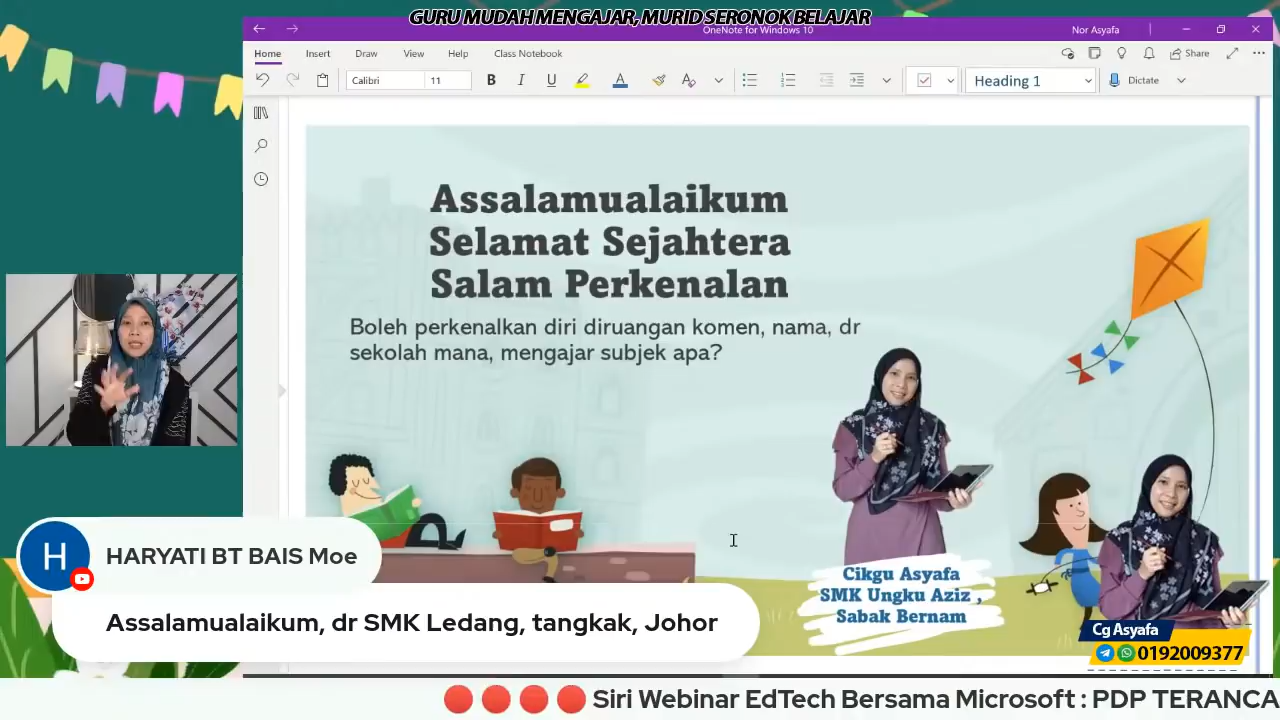 GURU MUDAH MENGAJAR, MURID SERONOK BELAJAR
OneNote for Windows 10
Nor Asyafa
Home Insert Draw View Help Class Notebook
Share
Calibri 11 B I U A Heading 1 Dictate
Assalamualaikum
Selamat Sejahtera
Salam Perkenalan
Boleh perkenalkan diri diruangan komen, nama, dr
sekolah mana, mengajar subjek apa?
H
HARYATI BT BAIS Moe
Assalamualaikum, dr SMK Ledang, tangkak, Johor
Cikgu Asyafa
SMK Ungku Aziz ,
Sabak Bernam
Cg Asyafa
0192009377
Siri Webinar EdTech Bersama Microsoft : PDP TERANCA